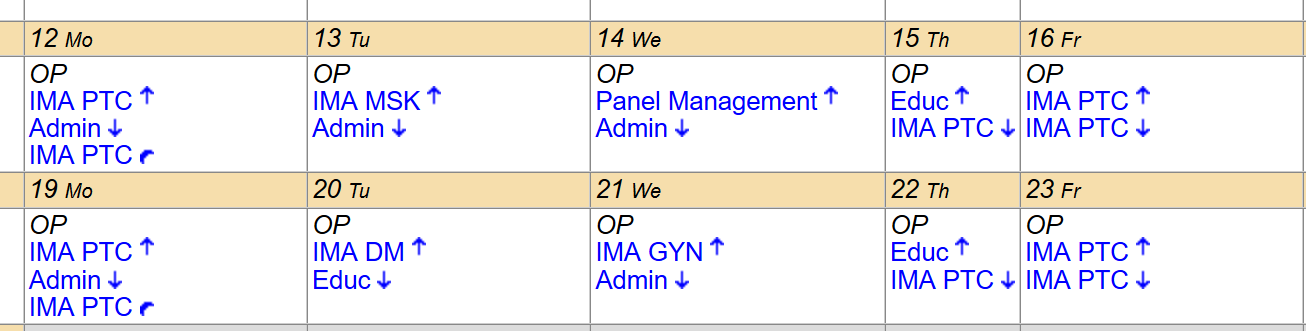 12 Mo 13 Tu 14 We 15 Th 16 Fr
OP OP OP OP OP
IMA PTC ↑ IMA MSK ↑ Panel Management ↑ Educ ↑ IMA PTC ↑
Admin ↓ Admin ↓ Admin ↓ IMA PTC ↓ IMA PTC ↓
IMA PTC
19 Mo 20 Tu 21 We 22 Th 23 Fr
OP OP OP OP OP
IMA PTC ↑ IMA DM ↑ IMA GYN ↑ Educ ↑ IMA PTC ↑
Admin ↓ Educ ↓ Admin ↓ IMA PTC ↓ IMA PTC ↓
IMA PTC